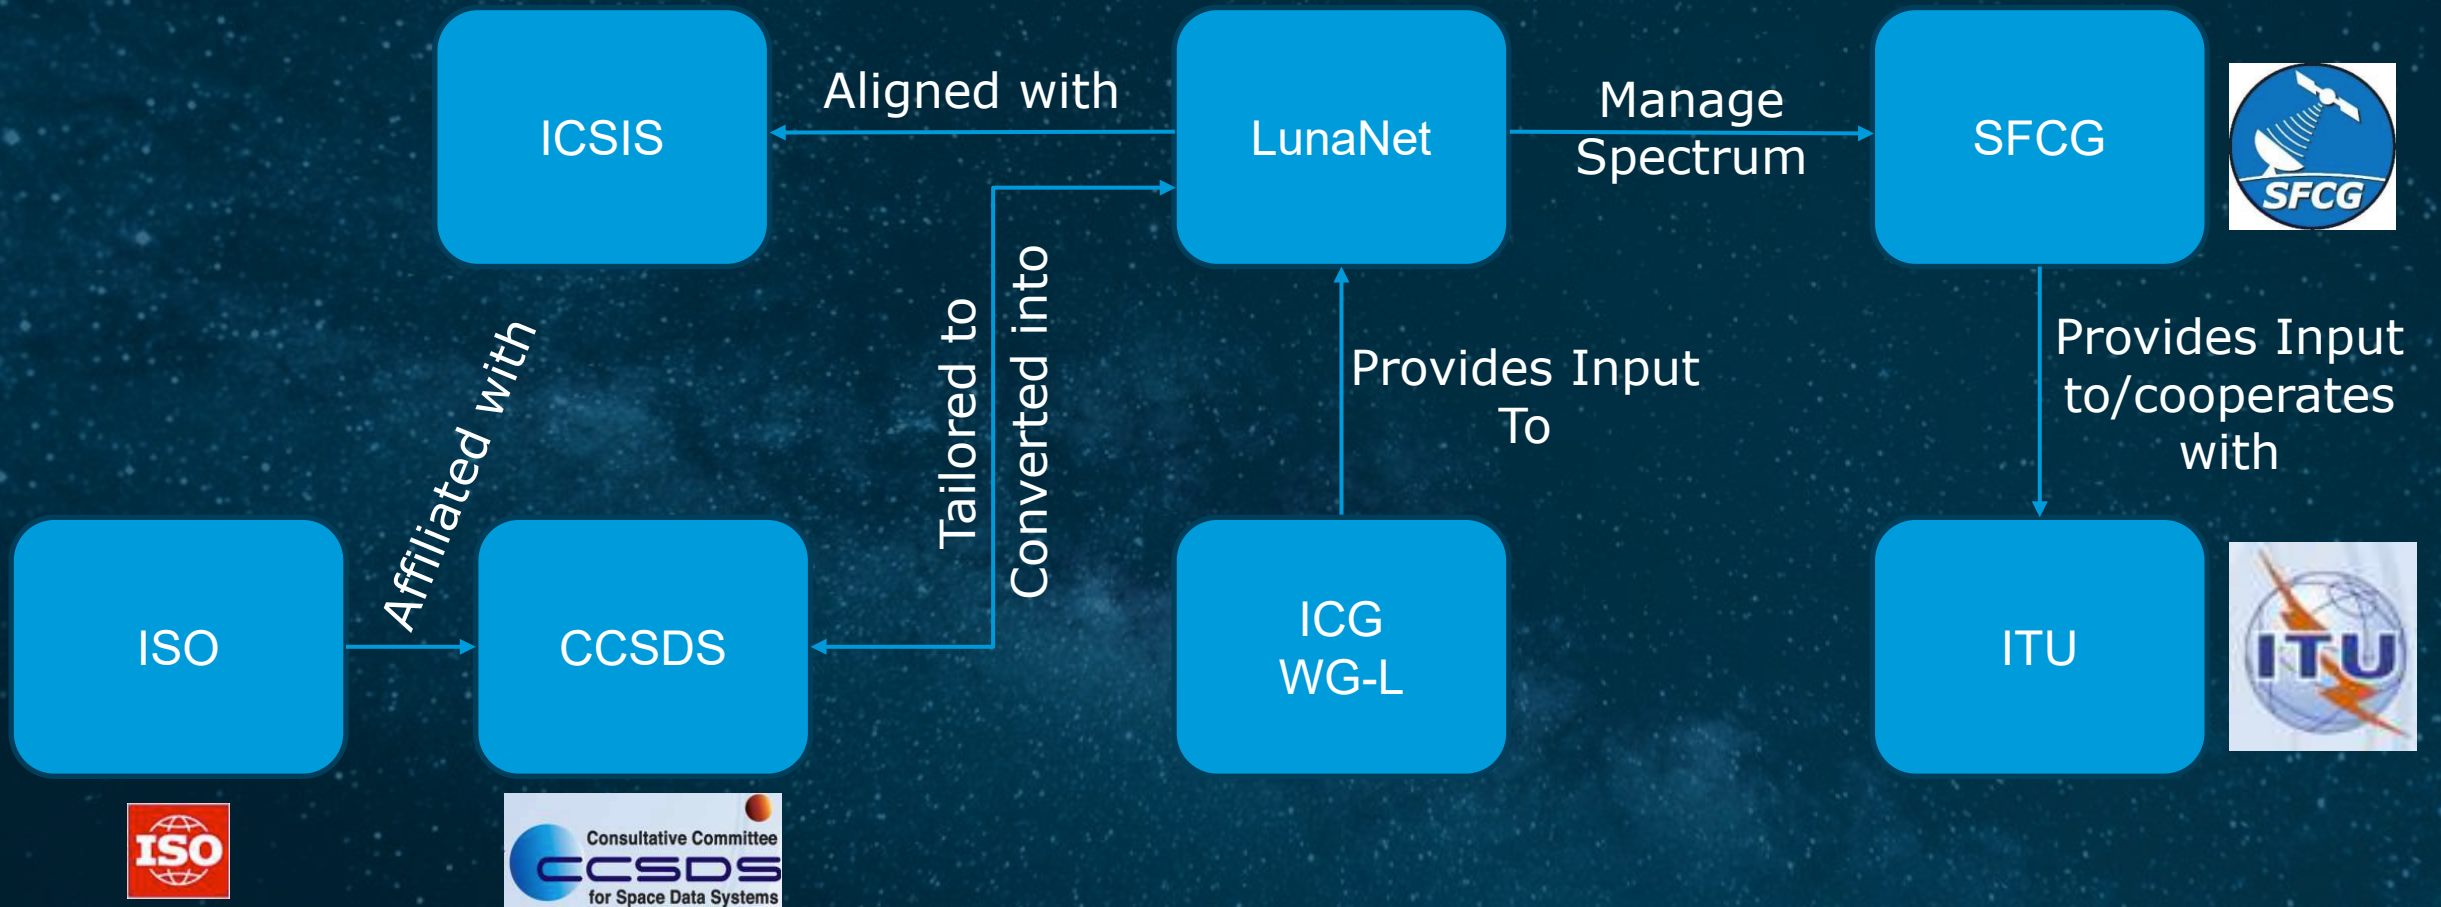 ICSIS
Aligned with
LunaNet
Manage
Spectrum
SFCG
SFCG
Affiliated with
Tailored to
Converted into
Provides Input
To
Provides Input
to/cooperates
with
ISO
CCSDS
ICG
WG-L
ITU
ITU
ISO
Consultative Committee
CCSDS
for Space Data Systems